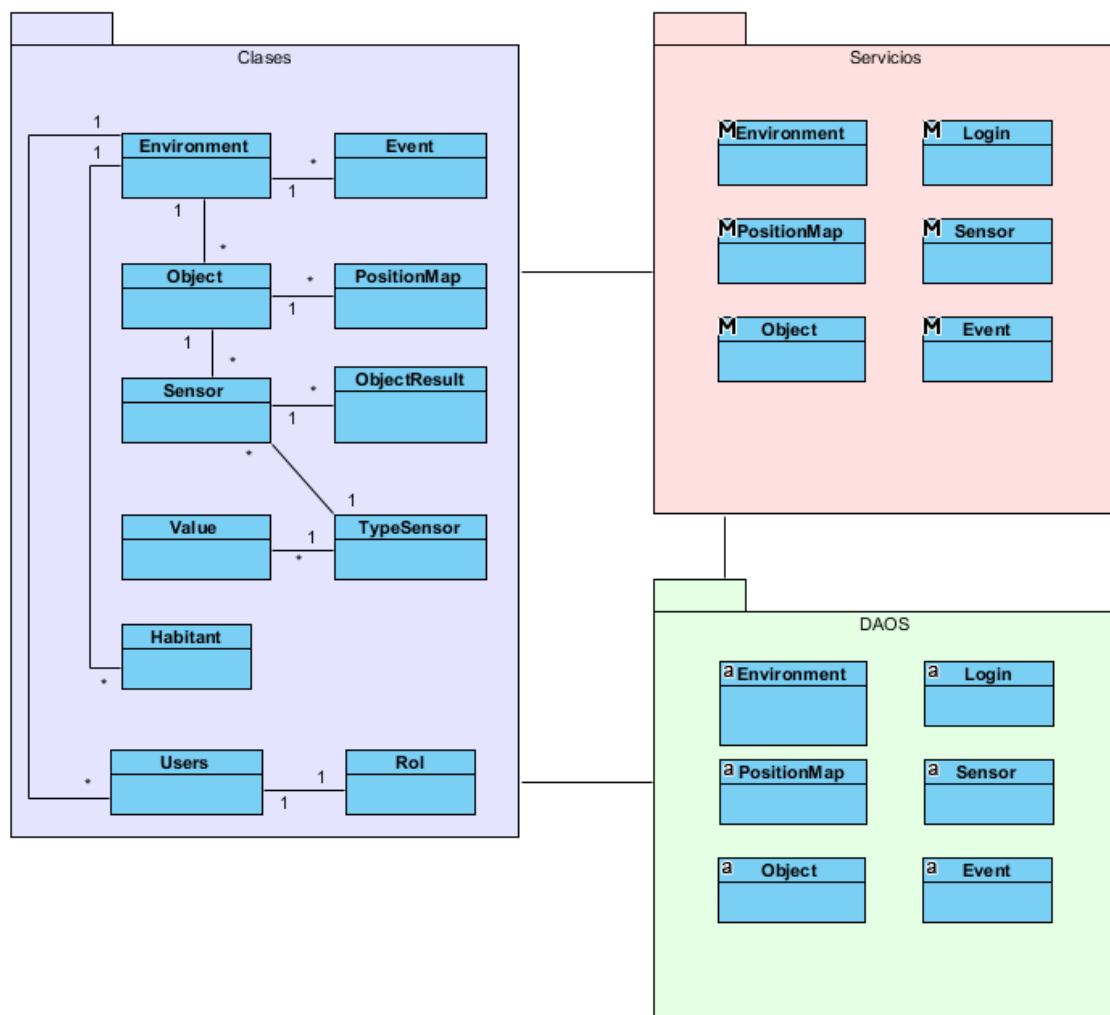 Clases
1
1
Environment
*
Event
1
1
*
Object
*
PositionMap
1
1
*
Sensor
*
ObjectResult
1
*
1
Value
1
TypeSensor
*
Habitant
*
Users
*
1
Rol
1
Servicios
M Environment
M Login
M PositionMap
M Sensor
M Object
M Event
DAOS
a Environment
a Login
a PositionMap
a Sensor
a Object
a Event